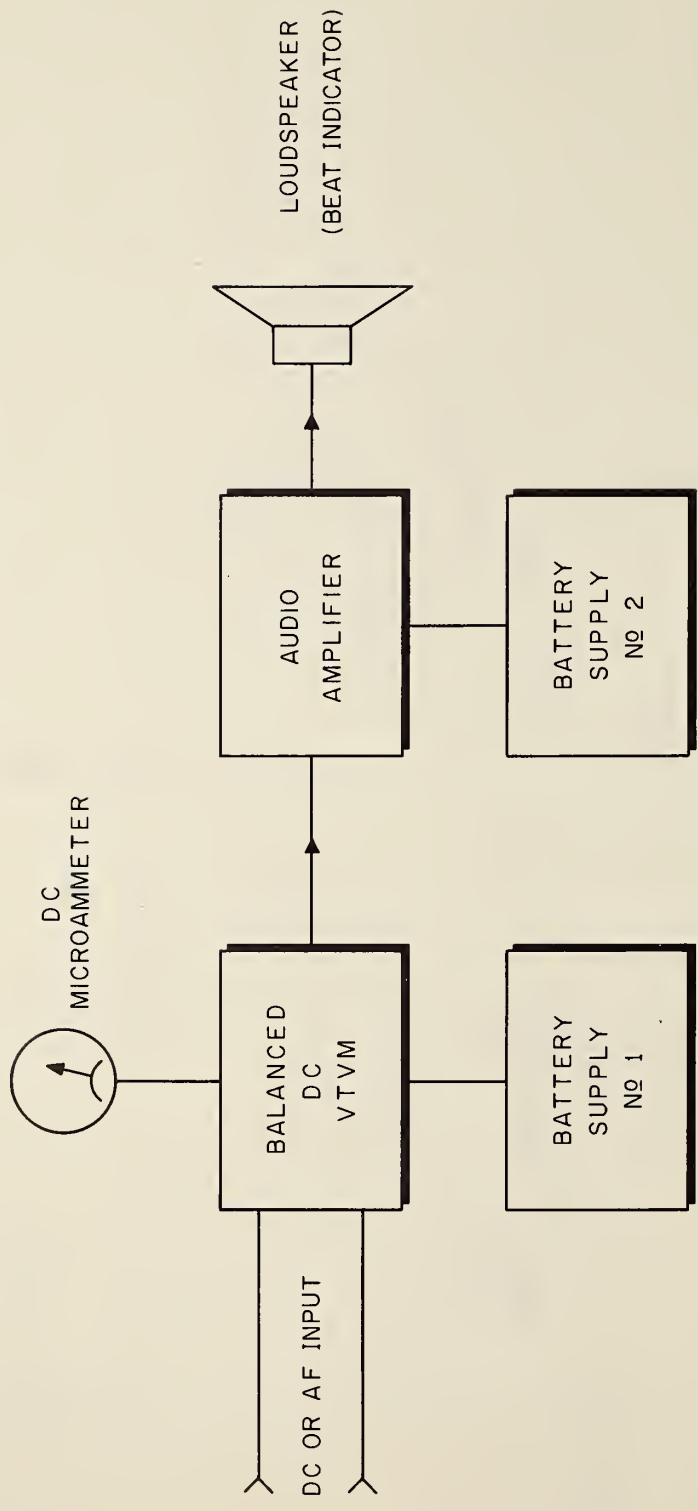 DC
MICROAMMETER
DC OR AF INPUT
BALANCED
DC
VTVM
AUDIO
AMPLIFIER
LOUDSPEAKER
(BEAT INDICATOR)
BATTERY
SUPPLY
Nº 1
BATTERY
SUPPLY
Nº 2